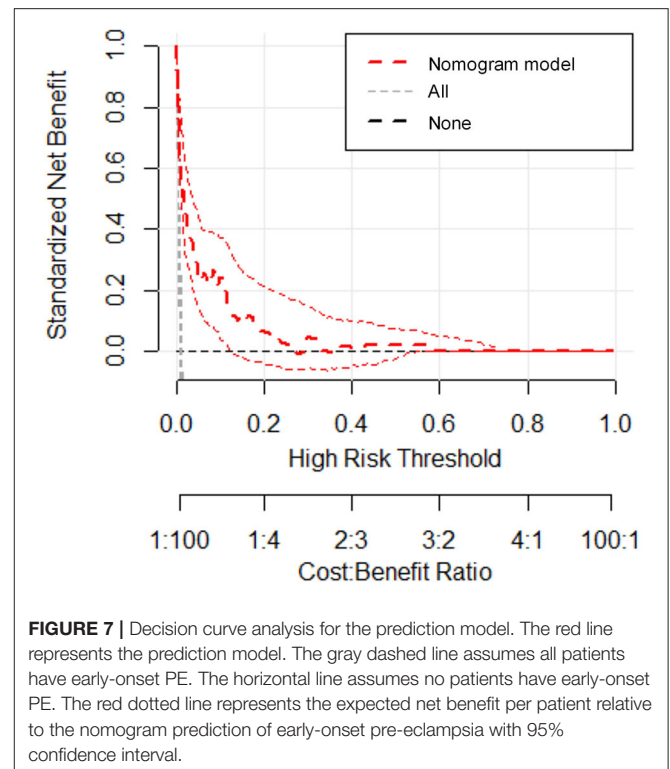 Nomogram model
All
None
Standardized Net Benefit
1.0
0.8
0.6
0.4
0.2
0.0
0.0 0.2 0.4 0.6 0.8 1.0
High Risk Threshold
1:100 1:4 2:3 3:2 4:1 100:1
Cost:Benefit Ratio
FIGURE 7 | Decision curve analysis for the prediction model. The red line
represents the prediction model. The gray dashed line assumes all patients
have early-onset PE. The horizontal line assumes no patients have early-onset
PE. The red dotted line represents the expected net benefit per patient relative
to the nomogram prediction of early-onset pre-eclampsia with 95%
confidence interval.